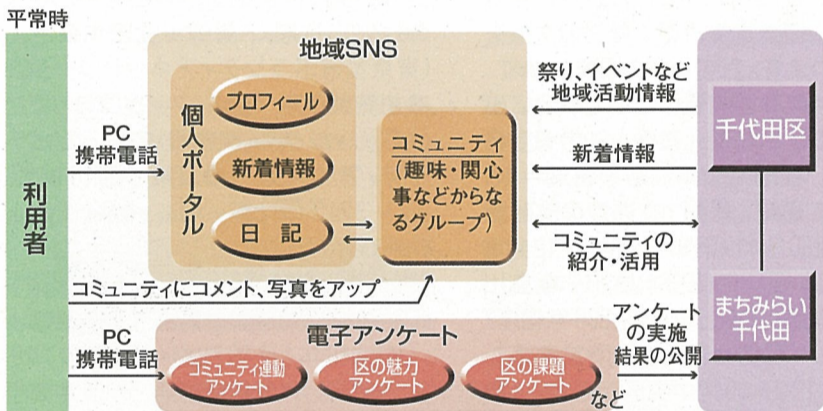 平常時
利用者
PC
携帯電話
地域SNS
個人ポータル
プロフィール
新着情報
日記
コミュニティ
(趣味・関心
事などからな
るグループ)
祭り、イベントなど
地域活動情報
新着情報
コミュニティの
紹介・活用
千代田区
まちみらい
千代田
コミュニティにコメント、写真をアップ
PC
携帯電話
電子アンケート
コミュニティ連動
アンケート
区の魅力
アンケート
区の課題
アンケート
など
アンケート
の実施
結果の公開